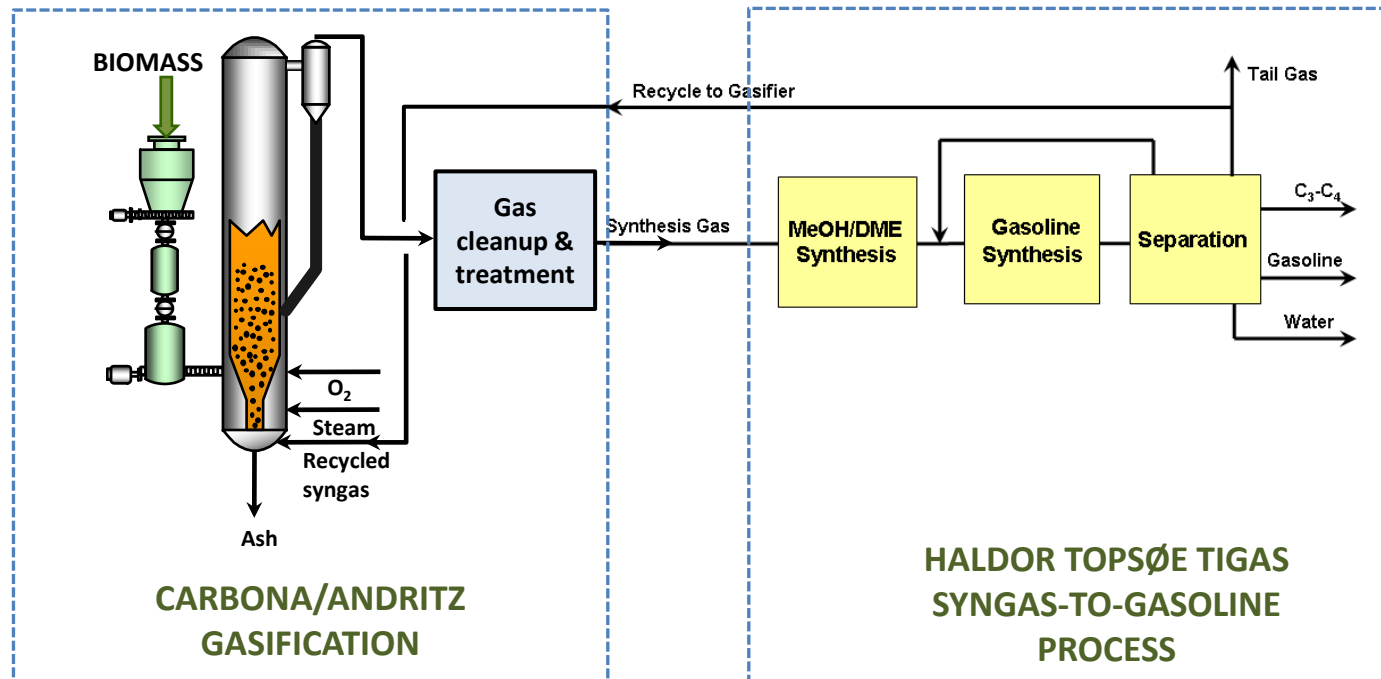 BIOMASS
Recycle to Gasifier
Tail Gas
Gas
cleanup &
treatment
Synthesis Gas
MeOH/DME
Synthesis
Gasoline
Synthesis
Separation
C3-C4
Gasoline
Water
O2
Steam
Recycled
syngas
Ash
CARBONA/ANDRITZ
GASIFICATION
HALDOR TOPSØE TIGAS
SYNGAS-TO-GASOLINE
PROCESS